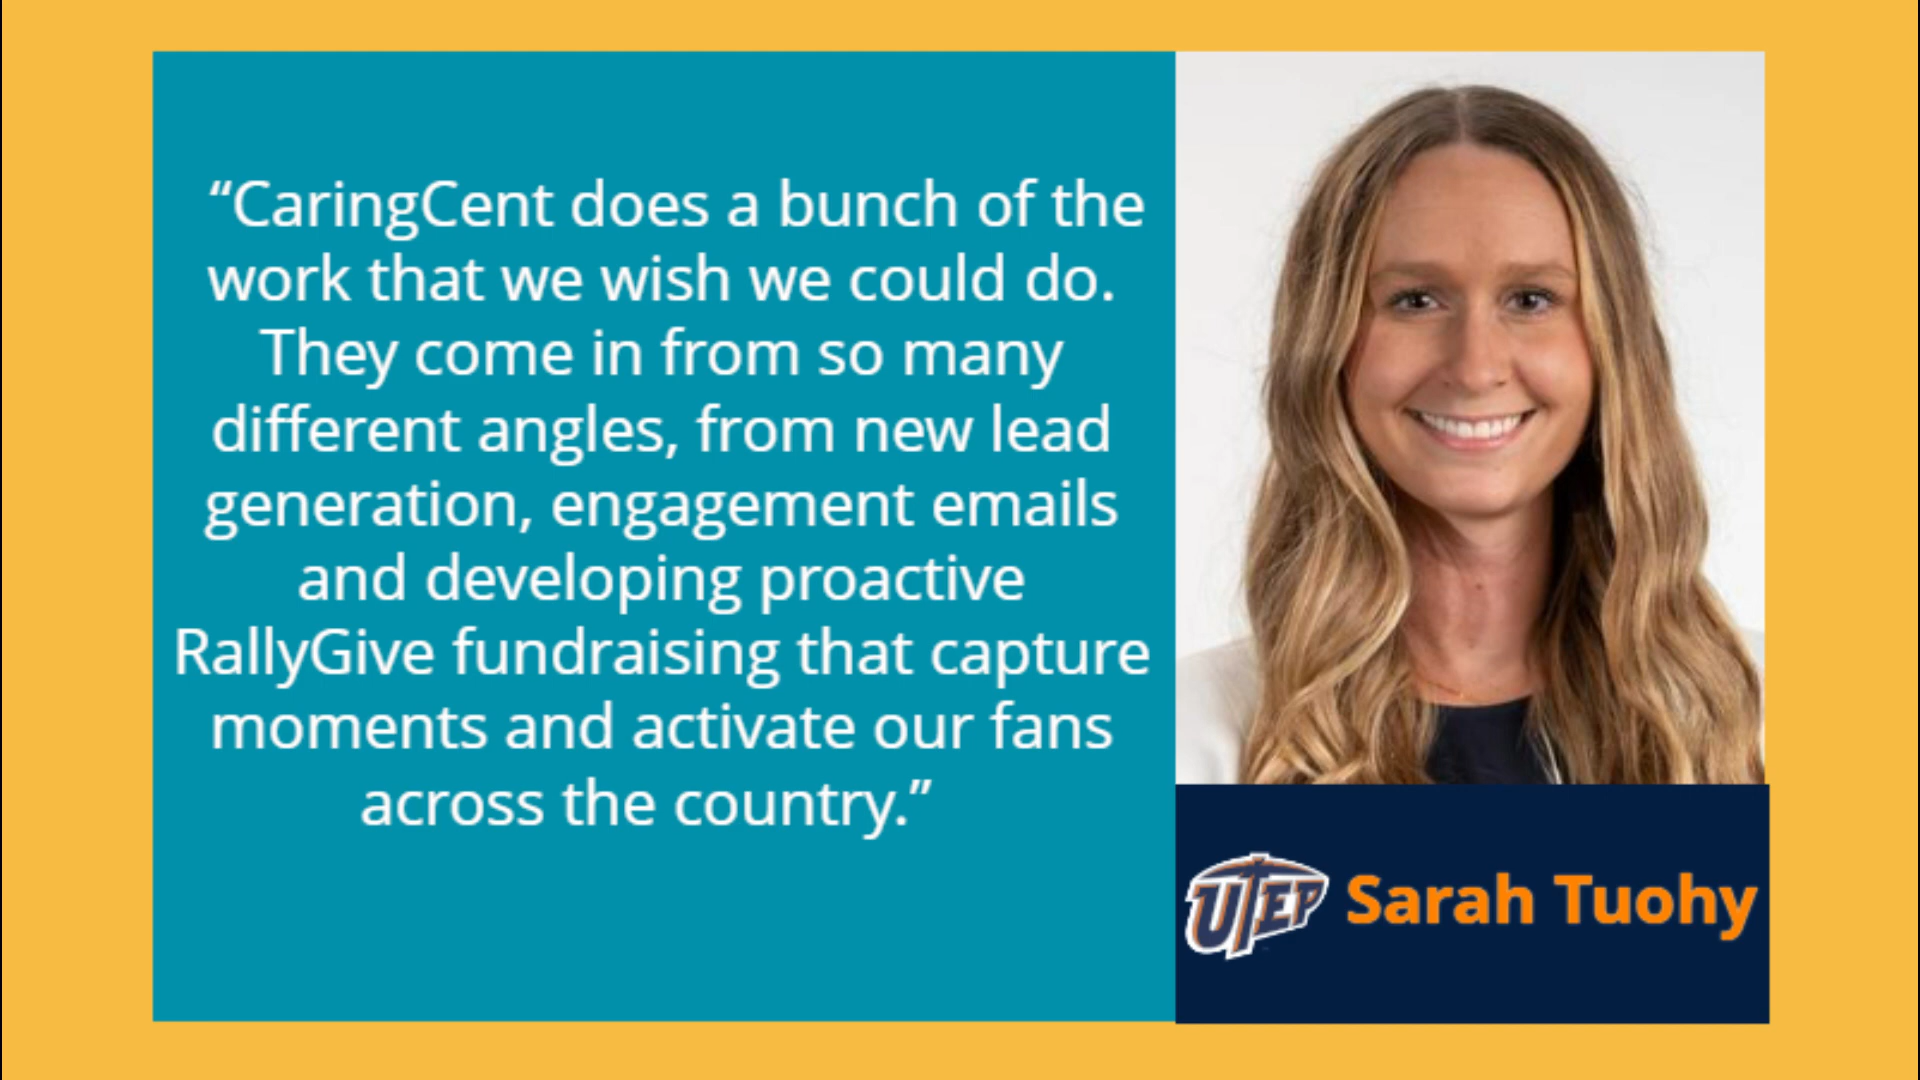 “CaringCent does a bunch of the
work that we wish we could do.
They come in from so many
different angles, from new lead
generation, engagement emails
and developing proactive
RallyGive fundraising that capture
moments and activate our fans
across the country.”
UTEP Sarah Tuohy